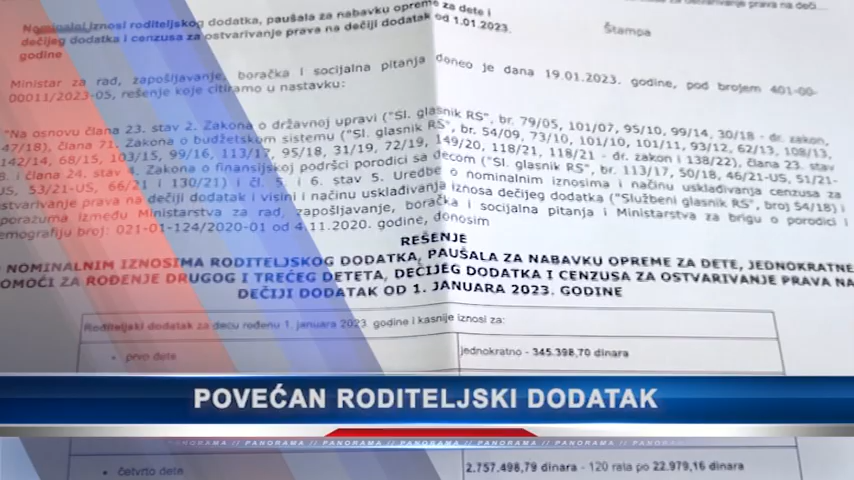 Nominalni iznosi roditeljskog dodatka, paušala za nabavku opreme za dete i
dečijeg dodatka i cenzusa za ostvarivanje prava na dečiji dodatak od 1.01.2023.
godine
Štampa
Ministar za rad, zapošljavanje, boračka i socijalna pitanja doneo je dana 19.01.2023. godine, pod brojem 401-00-
00011/2023-05, rešenje koje citiramo u nastavku:
"Na osnovu člana 23. stav 2. Zakona o državnoj upravi ("Sl. glasnik RS", br. 79/05, 101/07, 95/10, 99/14, 30/18 - dr. zakon,
47/18), člana 71. Zakona o budžetskom sistemu ("Sl. glasnik RS", br. 54/09, 73/10, 101/10, 101/11, 93/12, 62/13, 108/13,
142/14, 68/15, 103/15, 99/16, 113/17, 95/18, 31/19, 72/19, 149/20, 118/21, 118/21 - dr. zakon i 138/22), člana 23. stav
8. i člana 24. stav 4. Zakona o finansijskoj podršci porodici sa decom ("Sl. glasnik RS", br. 113/17, 50/18, 46/21-US, 51/21-
US, 53/21-US, 66/21 i 130/21) i čl. 5. i 6. stav 5. Uredbe o nominalnim iznosima i načinu usklađivanja cenzusa za
stvarivanje prava na dečiji dodatak i visini i načinu usklađivanja iznosa dečijeg dodatka ("Službeni glasnik RS", broj 54/18) i
porazuma između Ministarstva za rad, zapošljavanje, boračka i socijalna pitanja i Ministarstva za brigu o porodici i
emografiju broj: 021-01-124/2020-01 od 4.11.2020. godine, donosim
REŠENJE
O NOMINALNIM IZNOSIMA RODITELJSKOG DODATKA, PAUŠALA ZA NABAVKU OPREME ZA DETE, JEDNOKRATNE
OMOĆI ZA ROĐENJE DRUGOG I TREĆEG DETETA, DEČIJEG DODATKA I CENZUSA ZA OSTVARIVANJE PRAVA NA
DEČIJI DODATAK OD 1. JANUARA 2023. GODINE
Roditeljski dodatak za decu rođenu 1. januara 2023. godine i kasnije iznosi za:
• prvo dete jednokratno - 345.398,70 dinara
POVEĆAN RODITELJSKI DODATAK
PANORAMA // PANORAMA // PANORAMA // PANORAMA // PANORAMA // PANORAMA // PANORAMA
• četvrto dete 2.757.498,79 dinara - 120 rata po 22.979,16 dinara